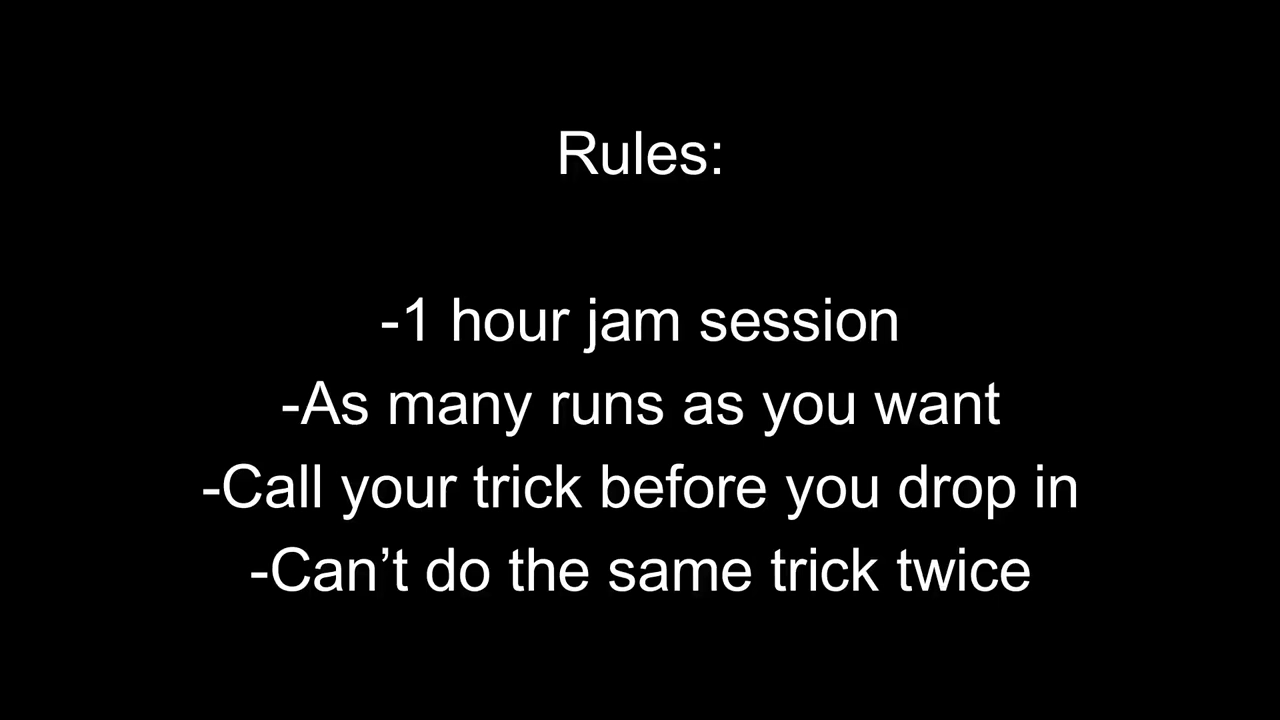 Rules:
-1 hour jam session
-As many runs as you want
-Call your trick before you drop in
-Can’t do the same trick twice